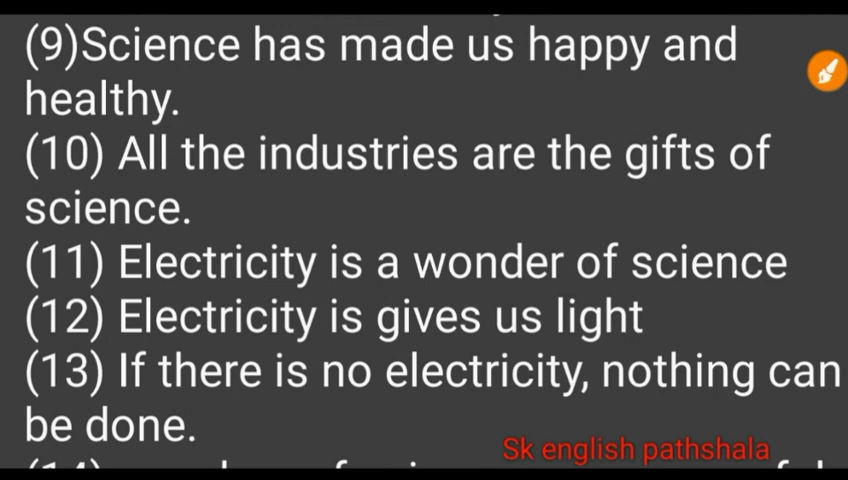 (9)Science has made us happy and
healthy.
(10) All the industries are the gifts of
science.
(11) Electricity is a wonder of science
(12) Electricity is gives us light
(13) If there is no electricity, nothing can
be done.
Sk english pathshala